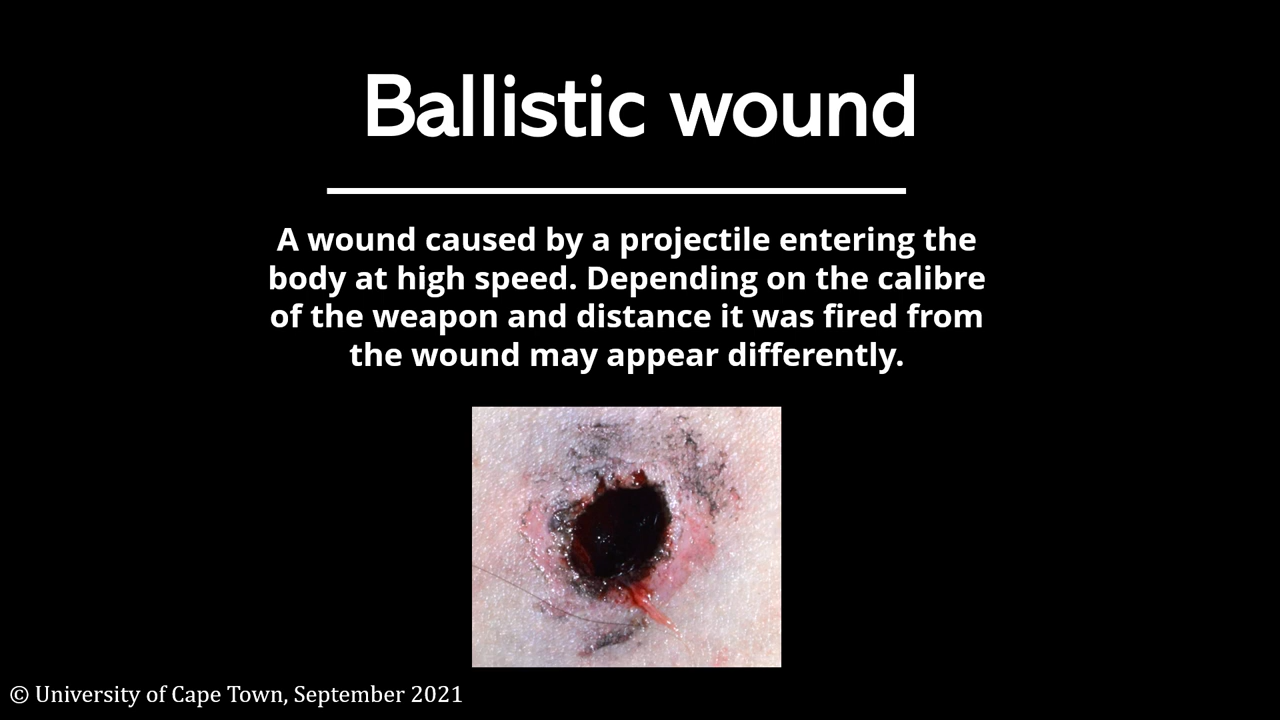 Ballistic wound
A wound caused by a projectile entering the
body at high speed. Depending on the calibre
of the weapon and distance it was fired from
the wound may appear differently.
© University of Cape Town, September 2021